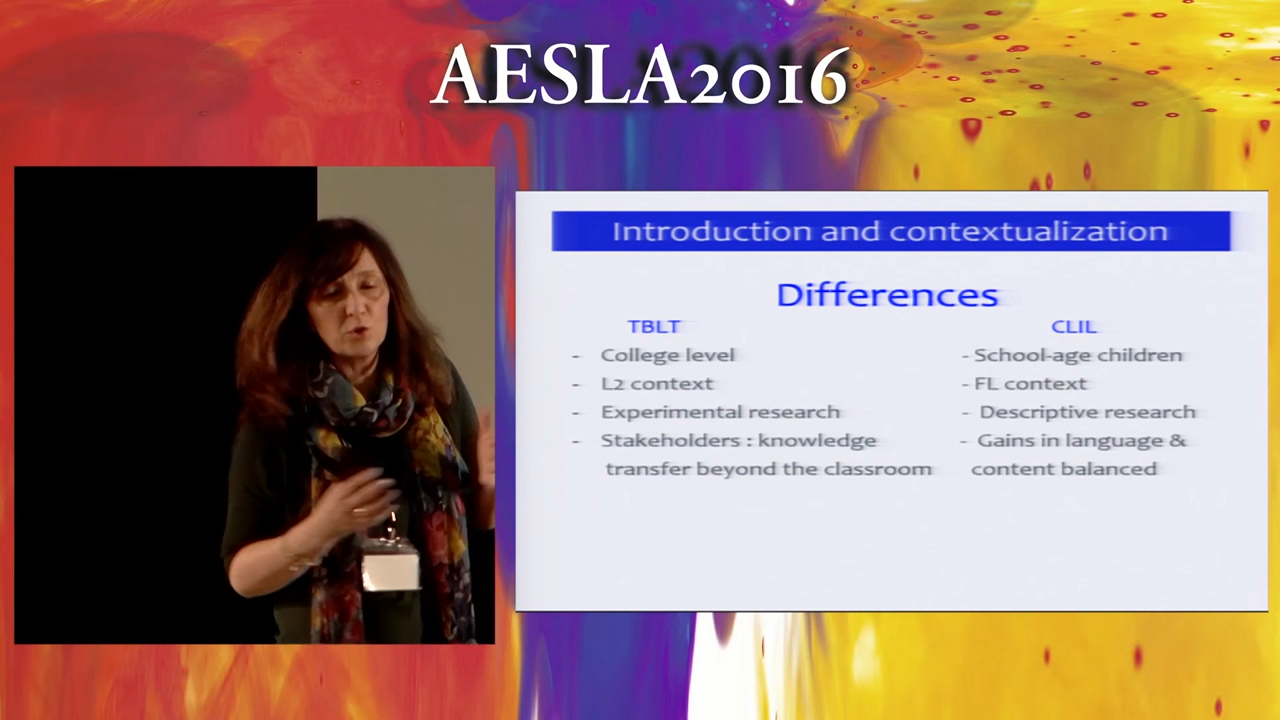 AESLA2016
Introduction and contextualization
Differences
TBLT
CLIL
- College level
- School-age children
- L2 context
- FL context
- Experimental research
- Descriptive research
- Stakeholders : knowledge
- Gains in language &
transfer beyond the classroom
content balanced